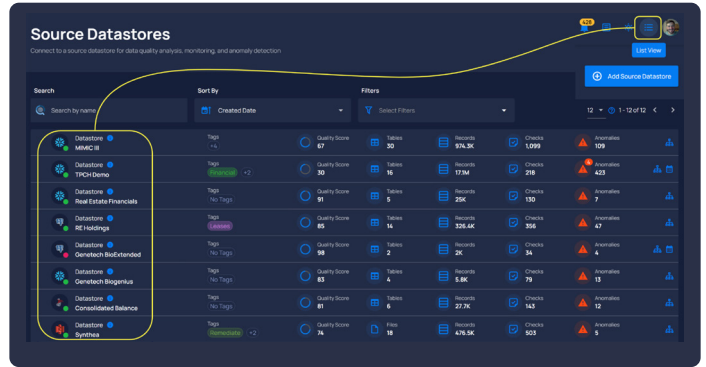 Source Datastores
Connect to a source datastore for data quality analysis, monitoring, and anomaly detection
428
List View
Add Source Datastore
Search
Sort By
Filters
Search by name
Created Date
Select Filters
12
1 - 12 of 12
Datastore Tags Quality Score Tables Records Checks Anomalies
MIMIC III +4 67 30 974.3K 1,099 109
Datastore Tags Quality Score Tables Records Checks 4 Anomalies
TPCH Demo Financial +2 30 16 17.1M 218 423
Datastore Tags Quality Score Tables Records Checks Anomalies
Real Estate Financials No Tags 91 5 25K 130 7
Datastore Tags Quality Score Tables Records Checks Anomalies
RE Holdings Leases 85 14 326.4K 356 47
Datastore Tags Quality Score Tables Records Checks Anomalies
Genetech BioExtended No Tags 98 2 2K 34 4
Datastore Tags Quality Score Tables Records Checks Anomalies
Genetech Biogenius No Tags 83 4 5.8K 79 13
Datastore Tags Quality Score Tables Records Checks Anomalies
Consolidated Balance No Tags 81 6 27.7K 143 12
Datastore Tags Quality Score Files Records Checks Anomalies
Synthea Remediate +2 74 18 476.5K 503 5